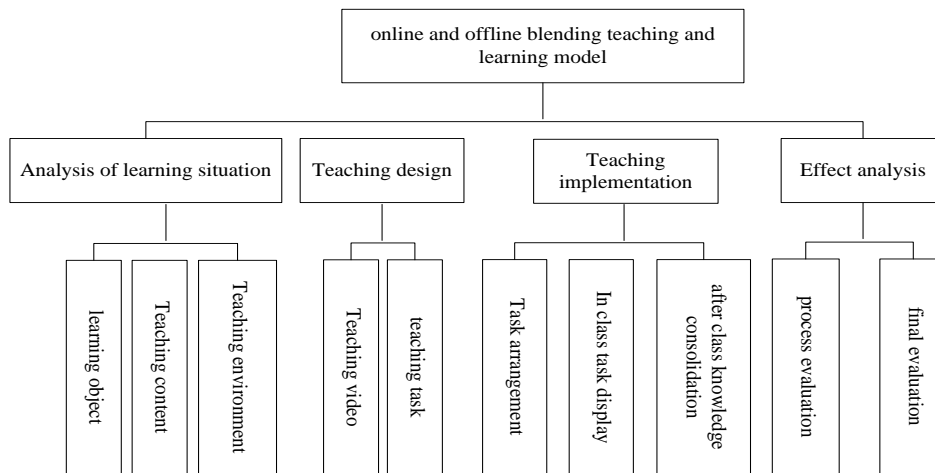 online and offline blending teaching and
learning model
Analysis of learning situation
Teaching design
Teaching
implementation
Effect analysis
learning object
Teaching content
Teaching environment
Teaching video
teaching task
Task arrangement
In class task display
after class knowledge
consolidation
process evaluation
final evaluation